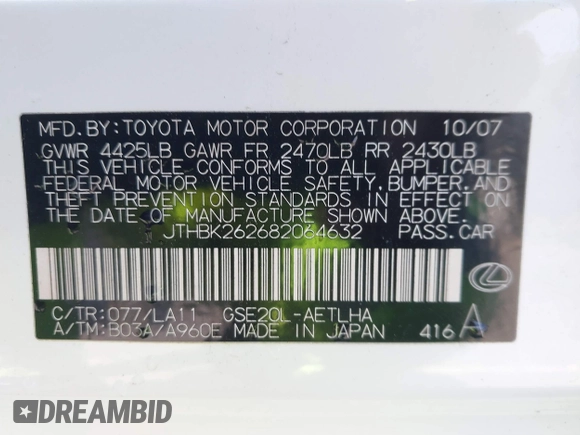 MFD. BY: TOYOTA MOTOR CORPORATION 10/07
GVWR 4425LB GAWR FR 2470LB RR 2430LB
THIS VEHICLE CONFORMS TO ALL APPLICABLE
FEDERAL MOTOR VEHICLE SAFETY, BUMPER, AND
THEFT PREVENTION STANDARDS IN EFFECT ON
THE DATE OF MANUFACTURE SHOWN ABOVE.
JTHBK262682064632 PASS. CAR
C/TR: 077/LA11 GSE20L-AETLHA
A/TM: B03A/A960E MADE IN JAPAN 416 A
DREAMBID